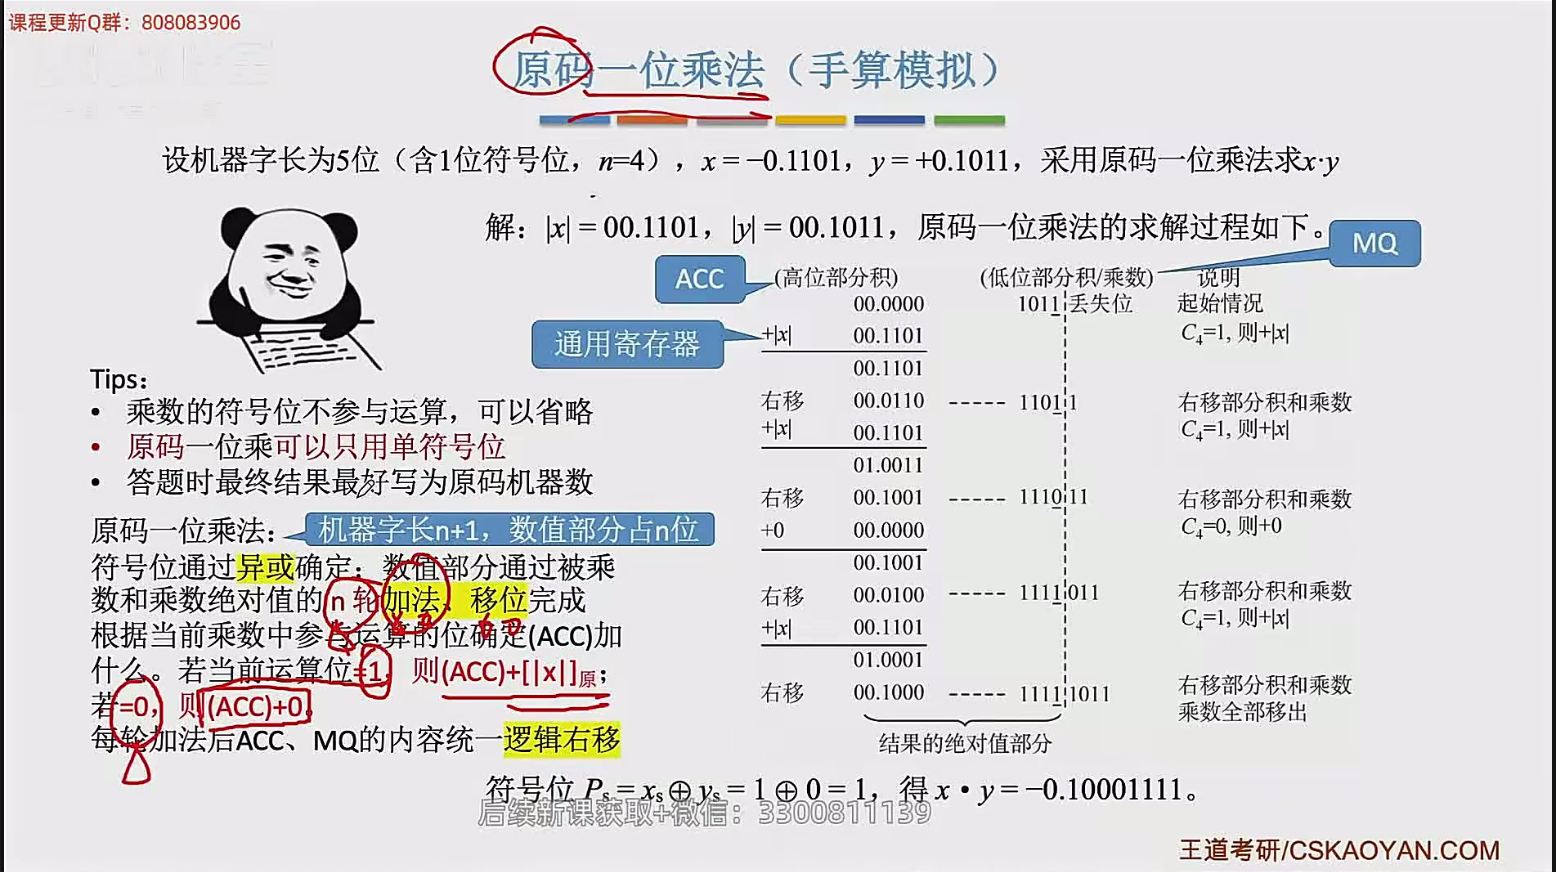 课程更新Q群：808083906
原码一位乘法（手算模拟）
设机器字长为5位（含1位符号位，n=4），x = −0.1101，y = +0.1011，采用原码一位乘法求x·y
解：|x| = 00.1101，|y| = 00.1011，原码一位乘法的求解过程如下。
MQ
ACC
(高位部分积) (低位部分积/乘数) 说明
00.0000 1011 丢失位 起始情况
通用寄存器
+|x| 00.1101 C₄=1, 则+|x|
00.1101
右移 00.0110 ----- 1101 1 右移部分积和乘数
+|x| 00.1101 C₄=1, 则+|x|
01.0011
右移 00.1001 ----- 1110 11 右移部分积和乘数
+0 00.0000 C₄=0, 则+0
00.1001
右移 00.0100 ----- 1111 011 右移部分积和乘数
+|x| 00.1101 C₄=1, 则+|x|
01.0001
右移 00.1000 ----- 1111 1011 右移部分积和乘数
乘数全部移出
结果的绝对值部分
Tips：
• 乘数的符号位不参与运算，可以省略
• 原码一位乘可以只用单符号位
• 答题时最终结果最好写为原码机器数
原码一位乘法：
机器字长n+1，数值部分占n位
符号位通过异或确定；数值部分通过被乘
数和乘数绝对值的 n 轮加法、移位完成
根据当前乘数中参与运算的位确定(ACC)加
什么。若当前运算位=1，则(ACC)+[|x|]原；
若=0，则(ACC)+0。
每轮加法后ACC、MQ的内容统一逻辑右移
符号位 Pₛ = xₛ ⊕ yₛ = 1 ⊕ 0 = 1，得 x • y = −0.10001111。
后续新课获取+微信：3300811139
王道考研/CSKAOYAN.COM